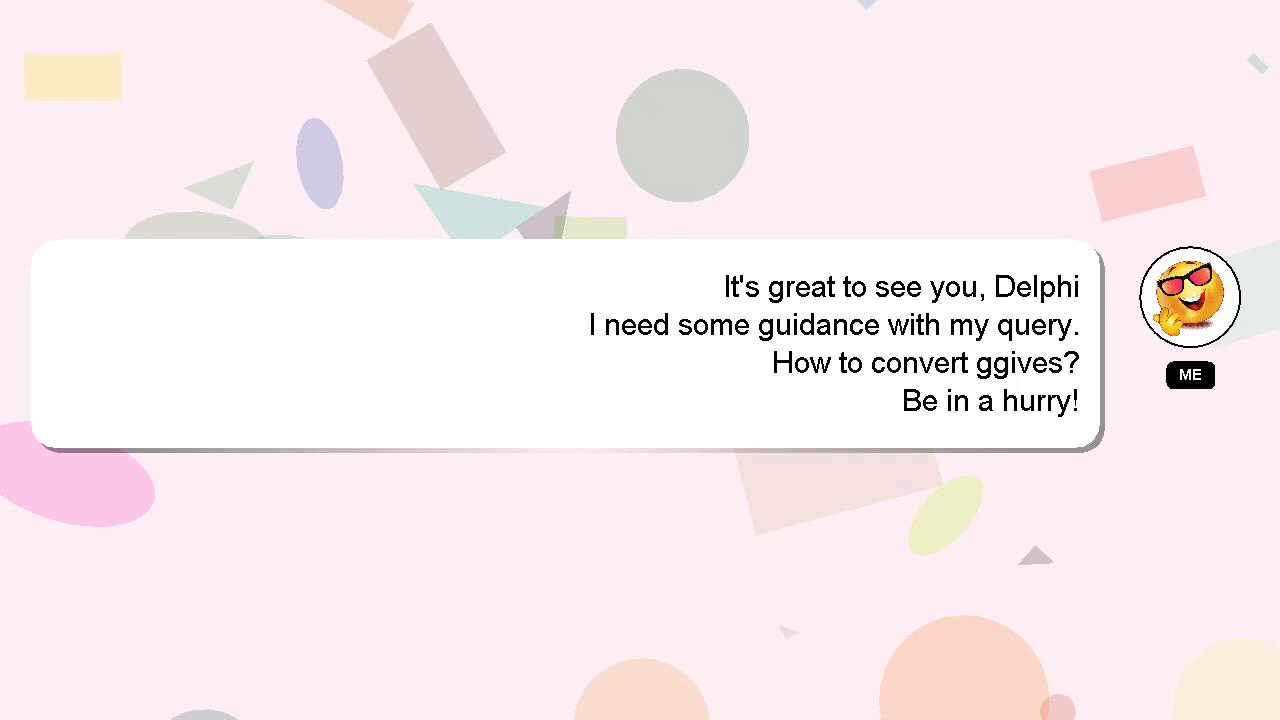 It's great to see you, Delphi
I need some guidance with my query.
How to convert ggives?
Be in a hurry!
ME